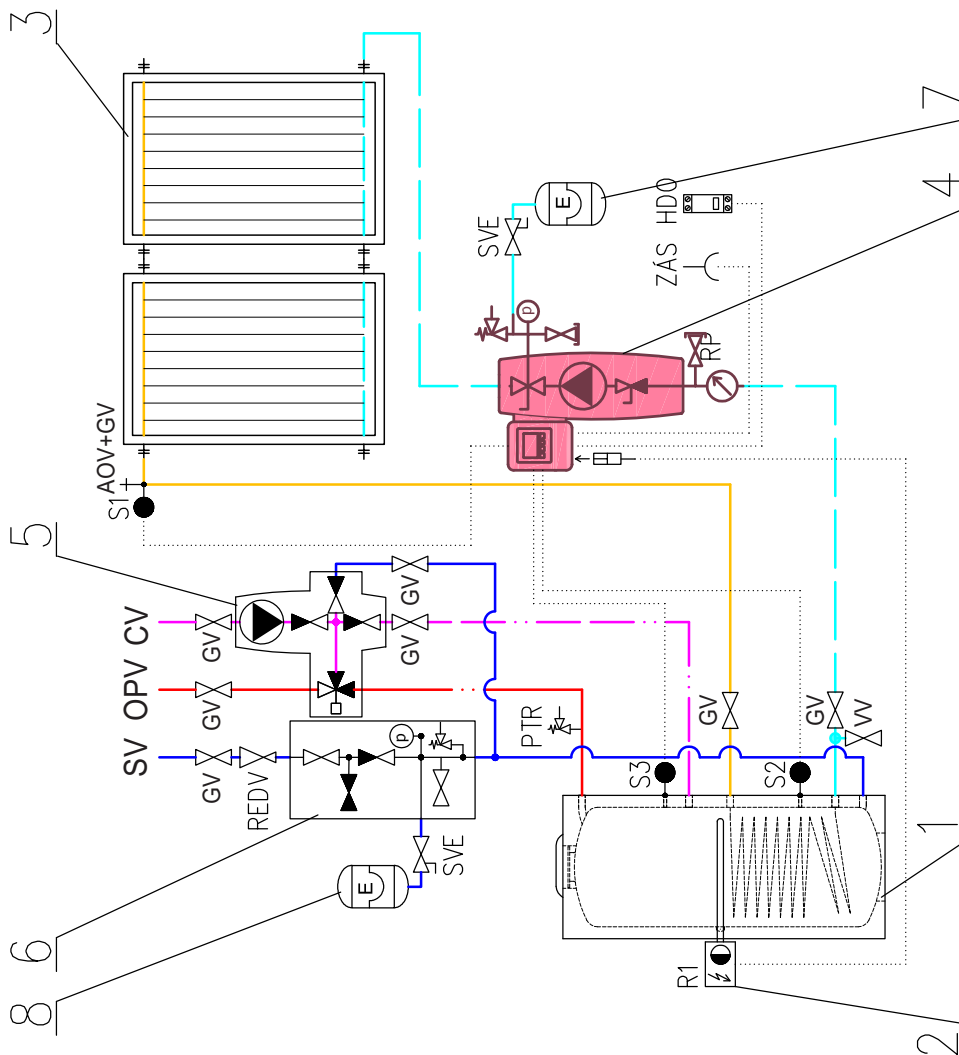 8
6
5
3
S1
AOV+GV
SV
OPV
CV
GV
GV
GV
REDV
E
p
GV
GV
SVE
SVE
p
PTR
E
S3
ZÁS
HDO
R1
GV
RP
S2
GV
VV
2
1
4
7